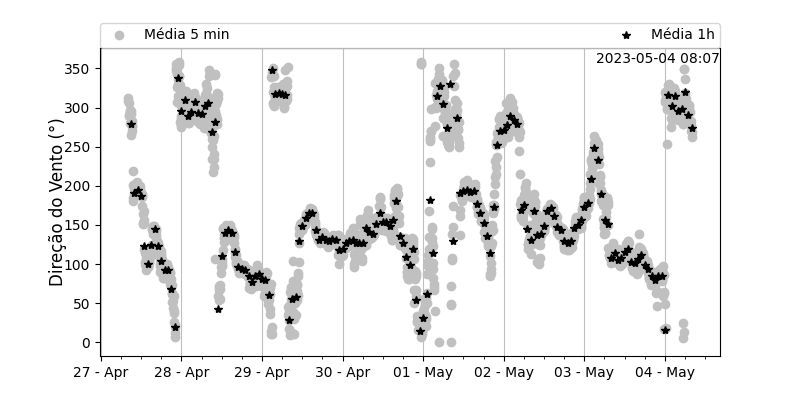 Média 5 min
Média 1h
2023-05-04 08:07
Direção do Vento (°)
350
300
250
200
150
100
50
0
27 - Apr
28 - Apr
29 - Apr
30 - Apr
01 - May
02 - May
03 - May
04 - May